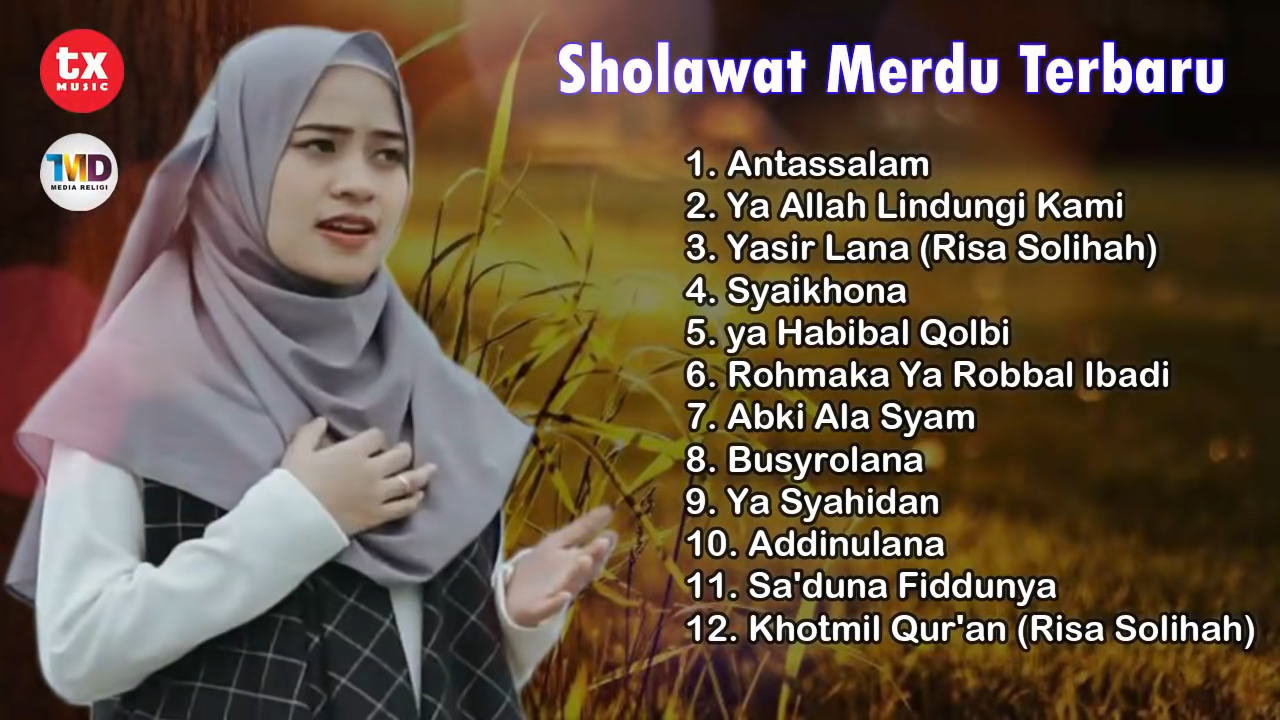 tx
MUSIC
TMD
MEDIA RELIGI
Sholawat Merdu Terbaru
1. Antassalam
2. Ya Allah Lindungi Kami
3. Yasir Lana (Risa Solihah)
4. Syaikhona
5. ya Habibal Qolbi
6. Rohmaka Ya Robbal Ibadi
7. Abki Ala Syam
8. Busyrolana
9. Ya Syahidan
10. Addinulana
11. Sa'duna Fiddunya
12. Khotmil Qur'an (Risa Solihah)